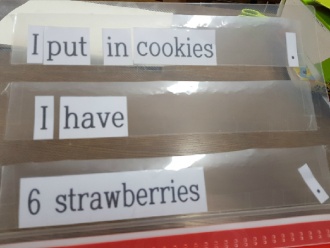 I put in cookies
I have
6 strawberries